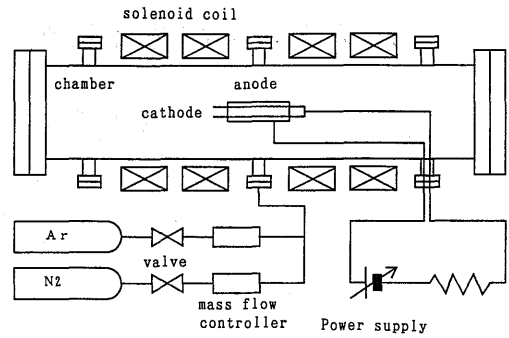 solenoid coil
chamber
anode
cathode
Ar
valve
N2
mass flow
controller
Power supply